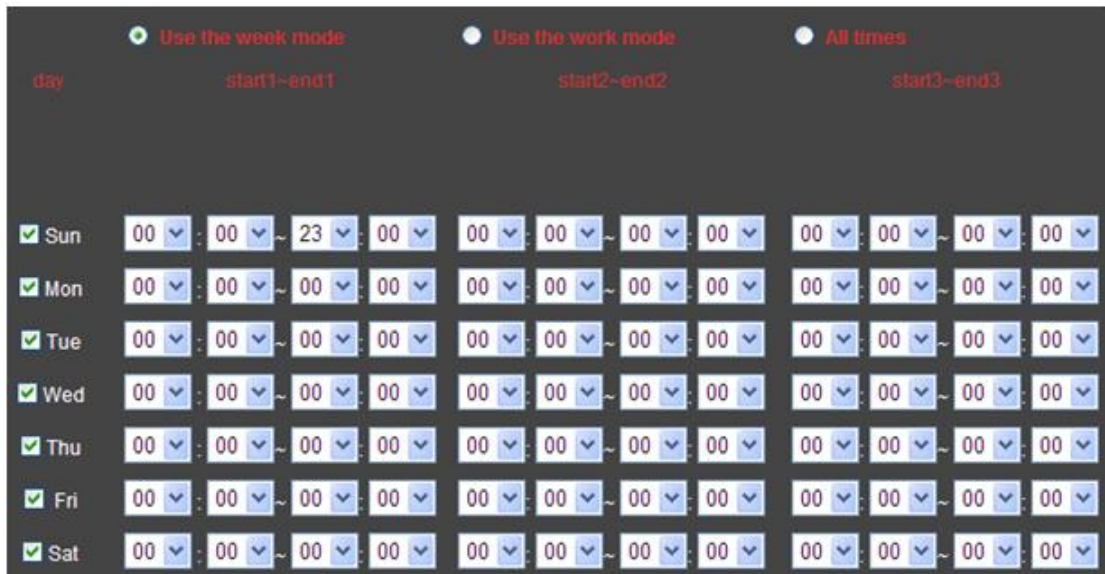 Use the week mode Use the work mode All times
day start1~end1 start2~end2 start3~end3
Sun 00 : 00 ~ 23 : 00 00 : 00 ~ 00 : 00 00 : 00 ~ 00 : 00
Mon 00 : 00 ~ 00 : 00 00 : 00 ~ 00 : 00 00 : 00 ~ 00 : 00
Tue 00 : 00 ~ 00 : 00 00 : 00 ~ 00 : 00 00 : 00 ~ 00 : 00
Wed 00 : 00 ~ 00 : 00 00 : 00 ~ 00 : 00 00 : 00 ~ 00 : 00
Thu 00 : 00 ~ 00 : 00 00 : 00 ~ 00 : 00 00 : 00 ~ 00 : 00
Fri 00 : 00 ~ 00 : 00 00 : 00 ~ 00 : 00 00 : 00 ~ 00 : 00
Sat 00 : 00 ~ 00 : 00 00 : 00 ~ 00 : 00 00 : 00 ~ 00 : 00